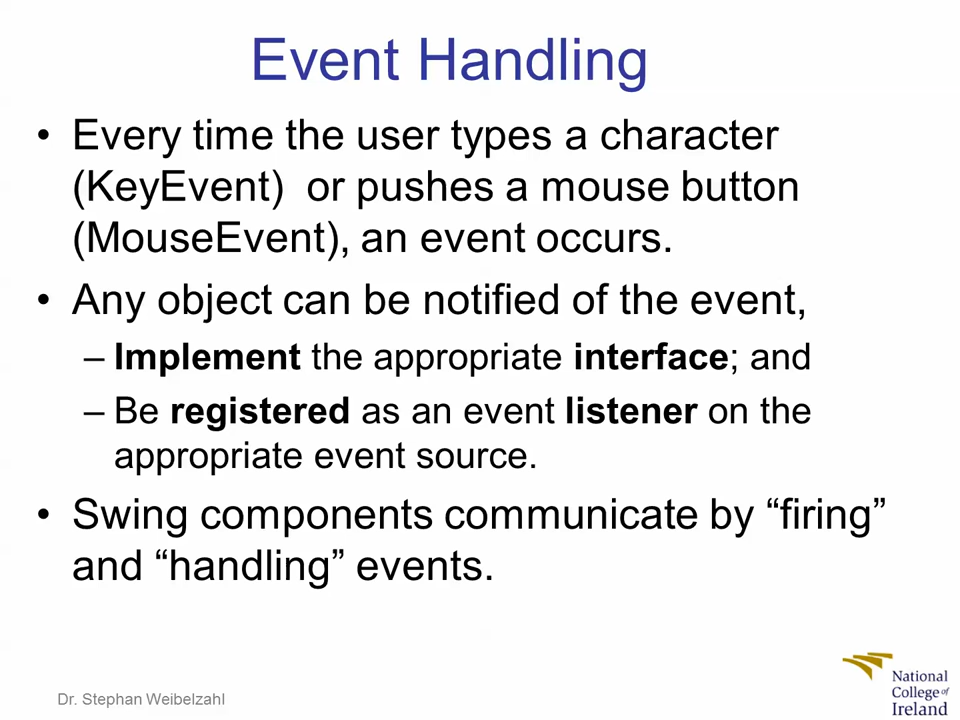 Event Handling
• Every time the user types a character
(KeyEvent)  or pushes a mouse button
(MouseEvent), an event occurs.
• Any object can be notified of the event,
– Implement the appropriate interface; and
– Be registered as an event listener on the
appropriate event source.
• Swing components communicate by “firing”
and “handling” events.
Dr. Stephan Weibelzahl
National
College of
Ireland